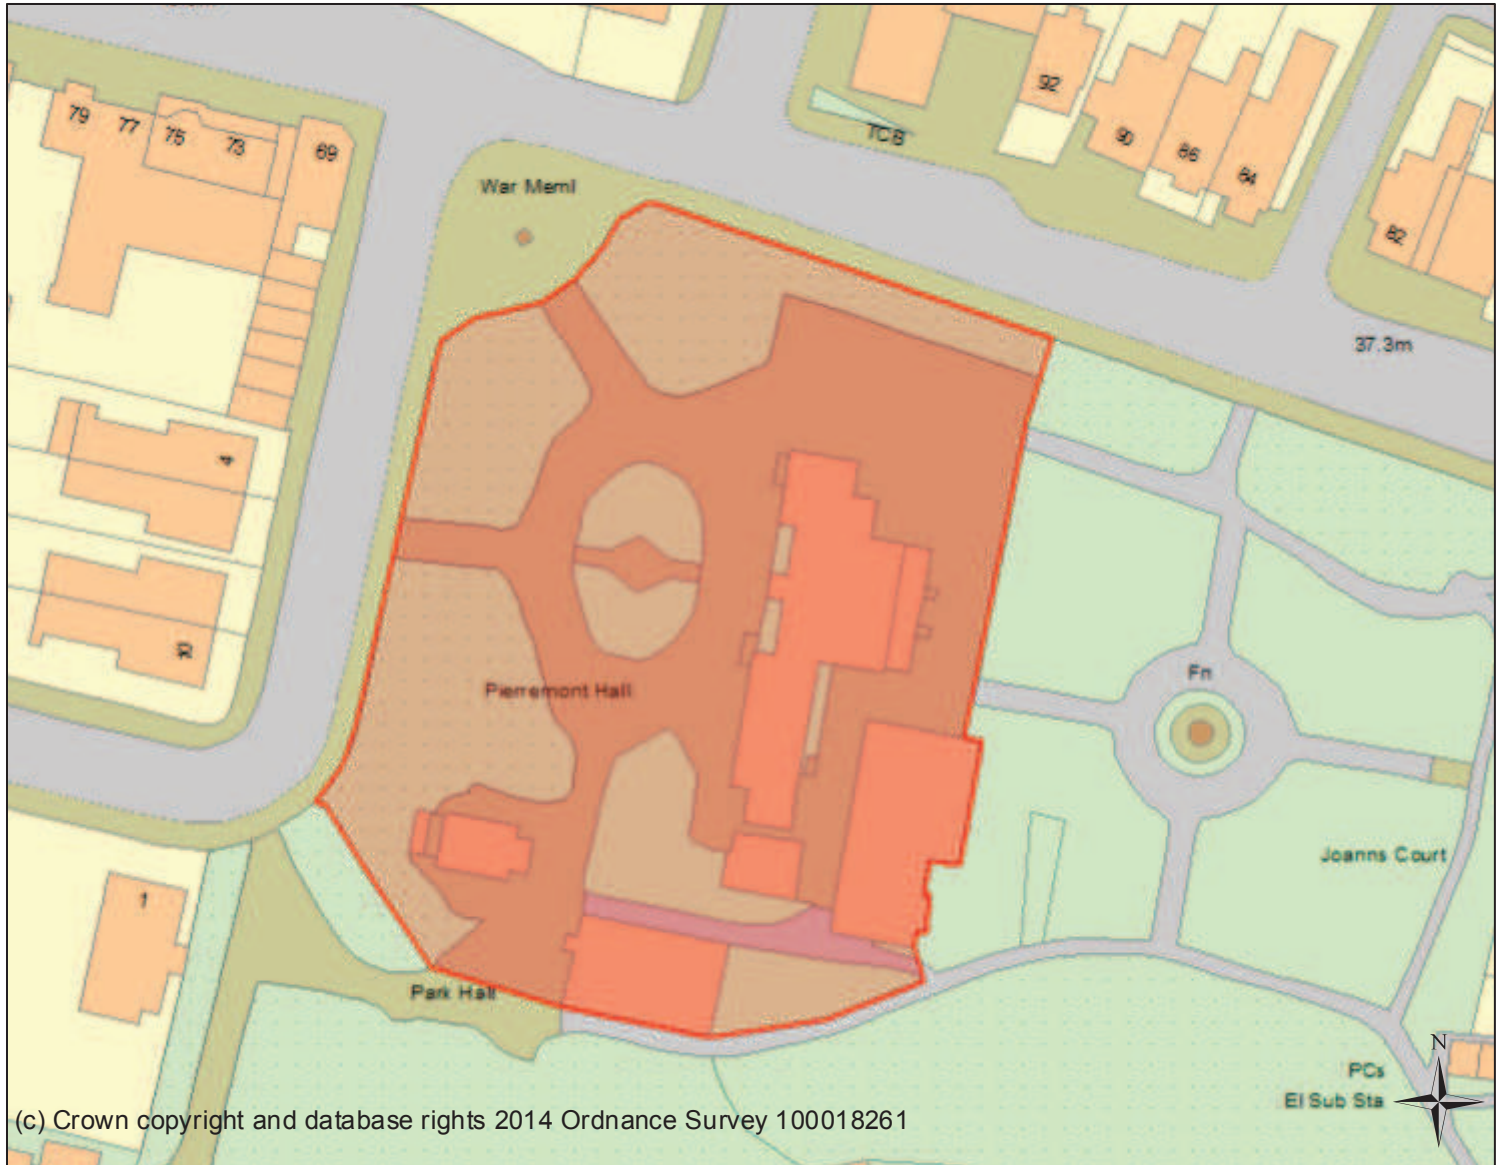 79
77
75
73
69
92
TCB
90
86
84
82
War Meml
37.3m
4
10
Pierremont Hall
Fn
Joanns Court
1
Park Hall
N
PCs
El Sub Sta
(c) Crown copyright and database rights 2014 Ordnance Survey 100018261